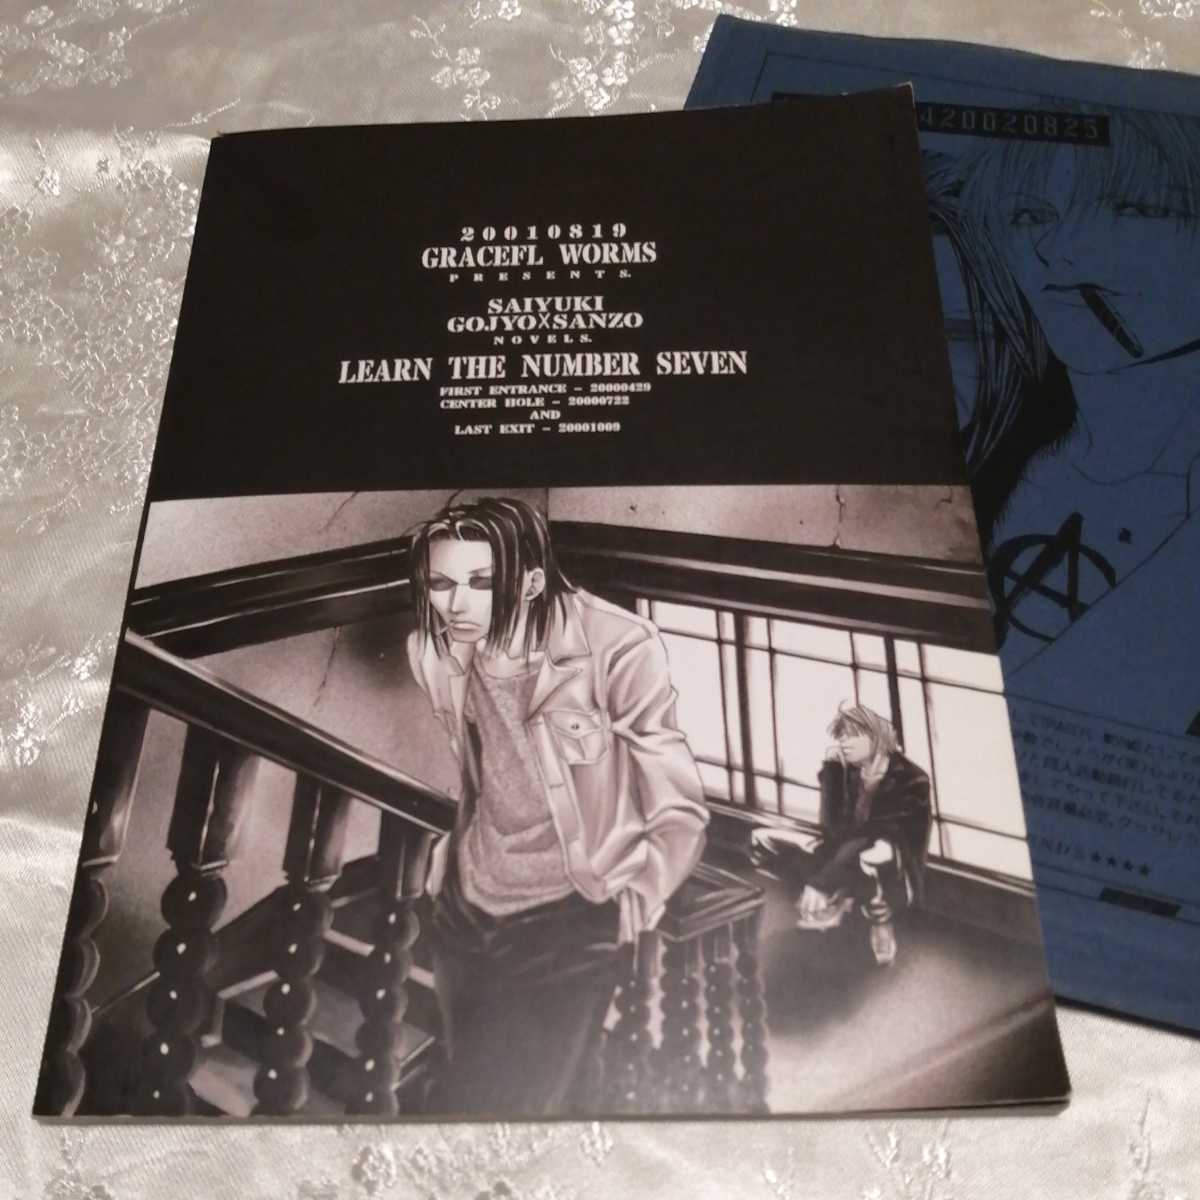 20010819
GRACEFL WORMS
PRESENTS.
SAIYUKI
GOJYO×SANZO
NOVELS.
LEARN THE NUMBER SEVEN
FIRST ENTRANCE – 20000429
CENTER HOLE – 20000722
AND
LAST EXIT – 20001009
420020825
NDS★★★★